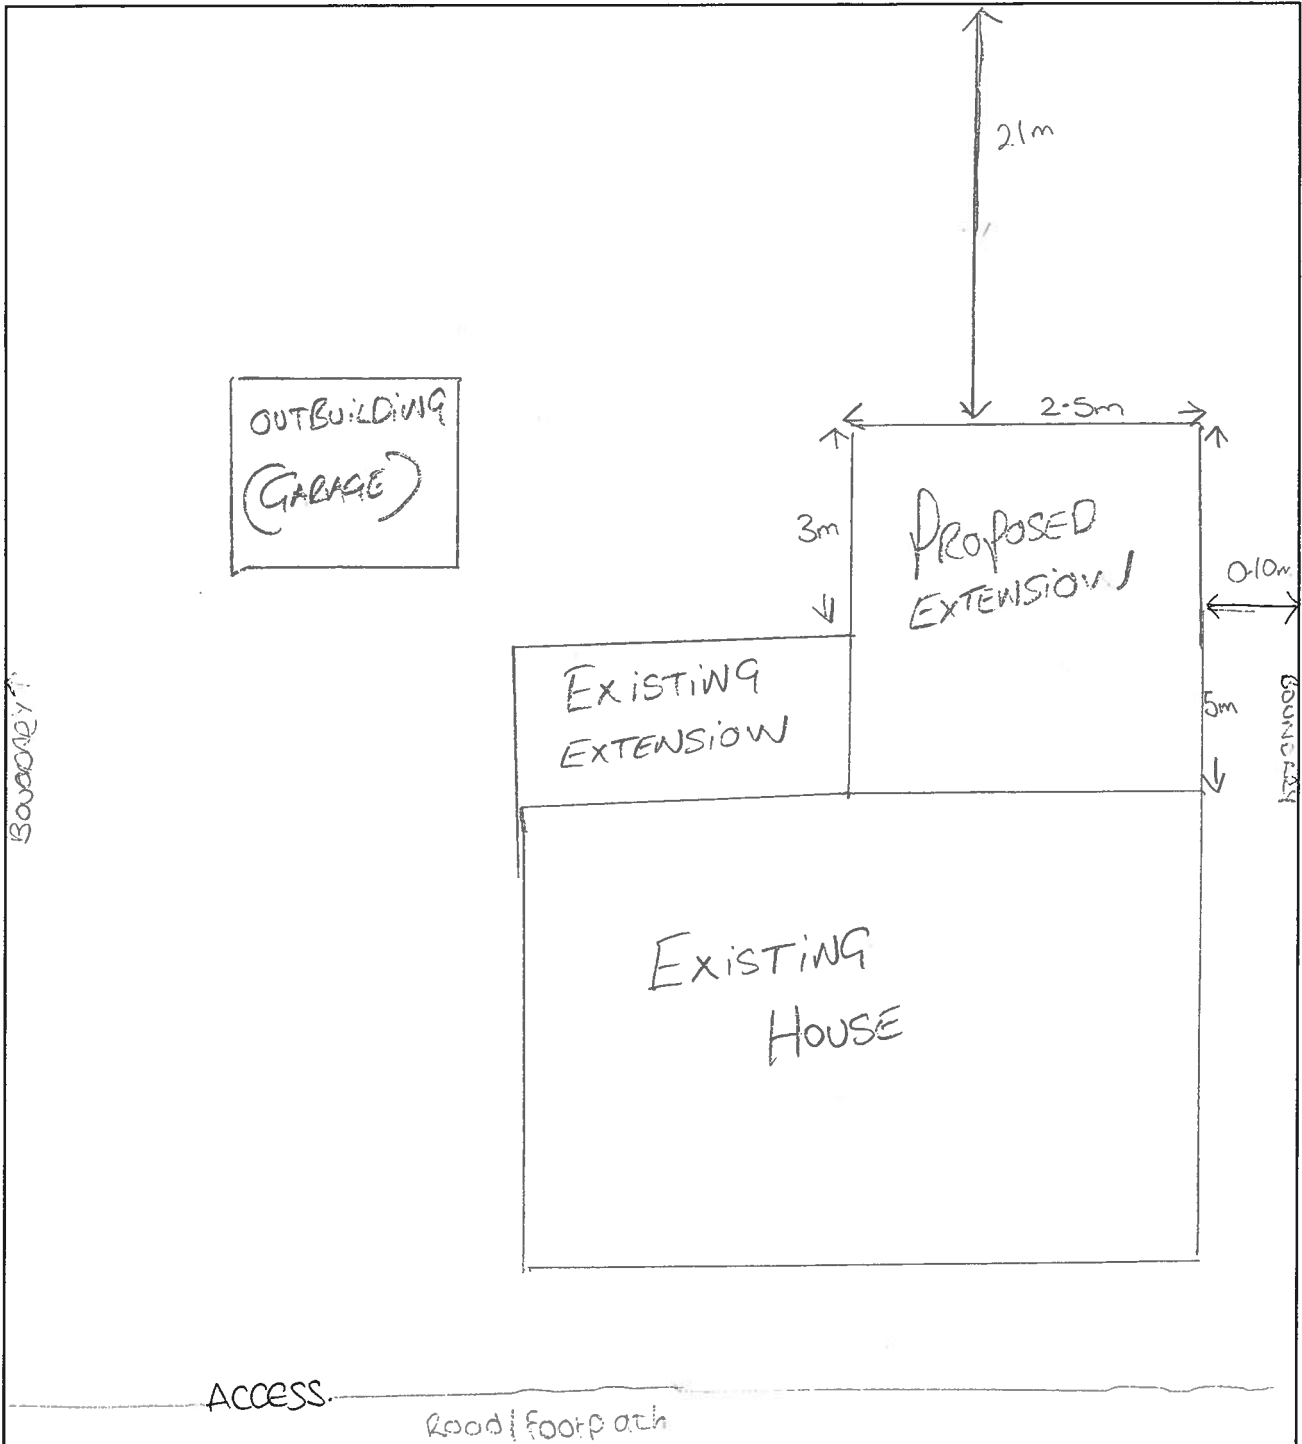 21m
2.5m
OUTBUILDING
(GARAGE)
3m
PROPOSED
EXTENSION
0.10m
EXISTING
EXTENSION
5m
BOUNDARY
BOUNDARY
EXISTING
HOUSE
ACCESS.
Road/footpath